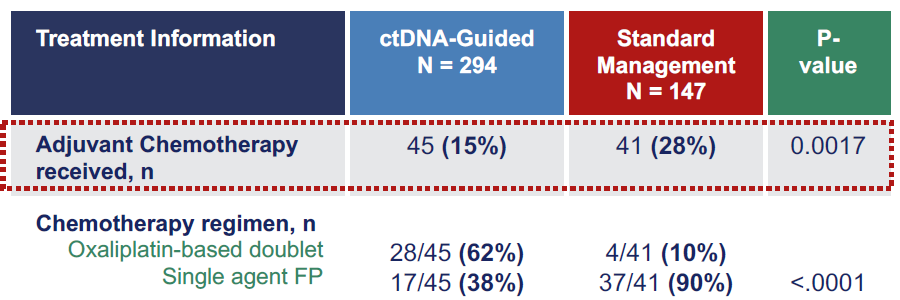 Treatment Information ctDNA-Guided N = 294 Standard Management N = 147 P-value
Adjuvant Chemotherapy received, n 45 (15%) 41 (28%) 0.0017
Chemotherapy regimen, n
Oxaliplatin-based doublet 28/45 (62%) 4/41 (10%)
Single agent FP 17/45 (38%) 37/41 (90%) <.0001